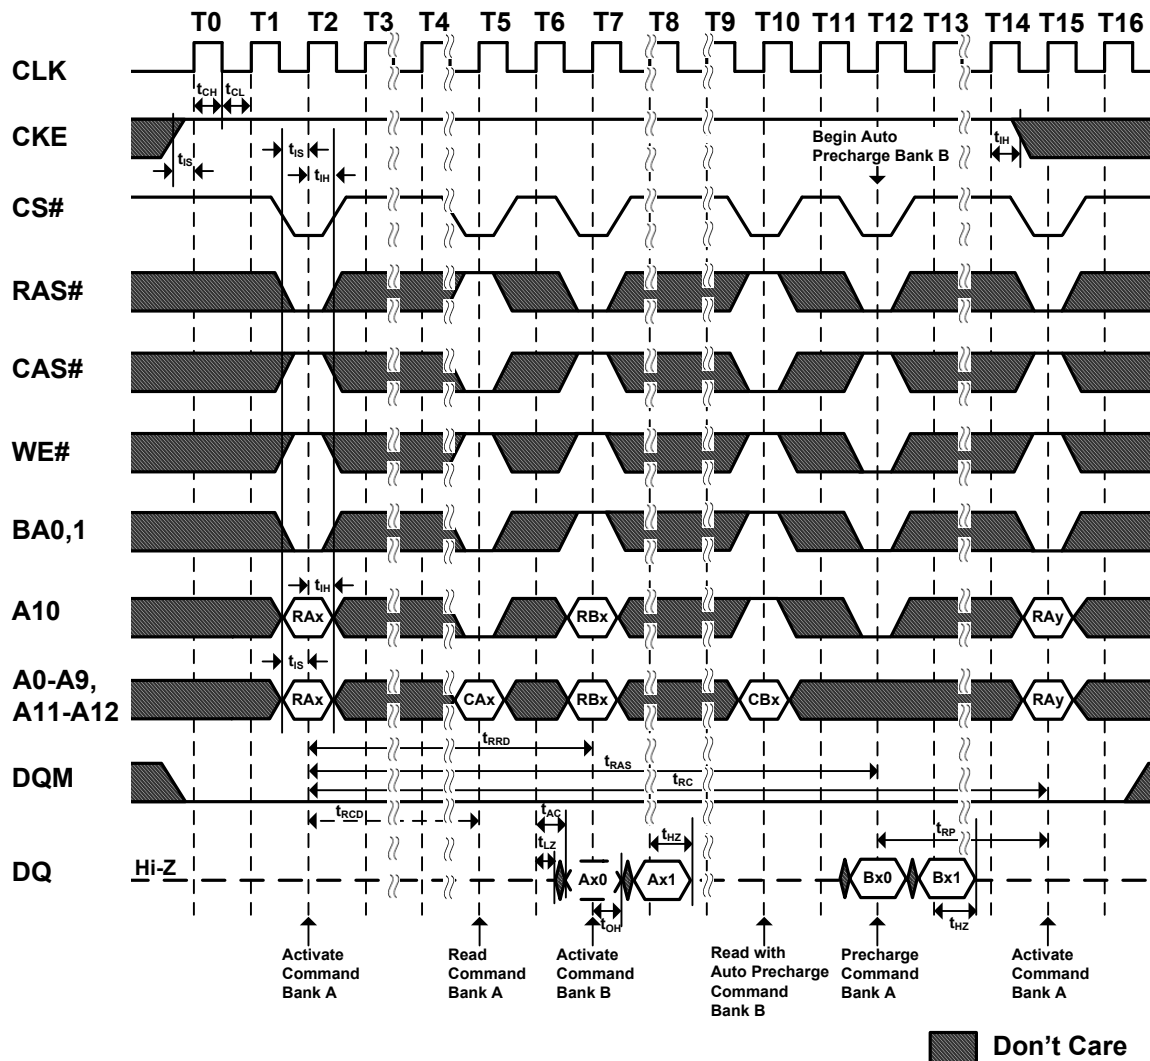 T0 T1 T2 T3 T4 T5 T6 T7 T8 T9 T10 T11 T12 T13 T14 T15 T16
CLK
tCH tCL
CKE
tIS
tIS
tIH
Begin Auto
Precharge Bank B
tIH
CS#
RAS#
CAS#
WE#
BA0,1
tIH
A10
RAx RBx RAy
tIS
A0-A9,
A11-A12
RAx CAx RBx CBx RAy
tRRD
tRAS
DQM
tRC
tRCD
tAC
tLZ
tHZ
tRP
DQ
Hi-Z
Ax0 Ax1 Bx0 Bx1
tOH
tHZ
Activate
Command
Bank A
Read
Command
Bank A
Activate
Command
Bank B
Read with
Auto Precharge
Command
Bank B
Precharge
Command
Bank A
Activate
Command
Bank A
Don't Care